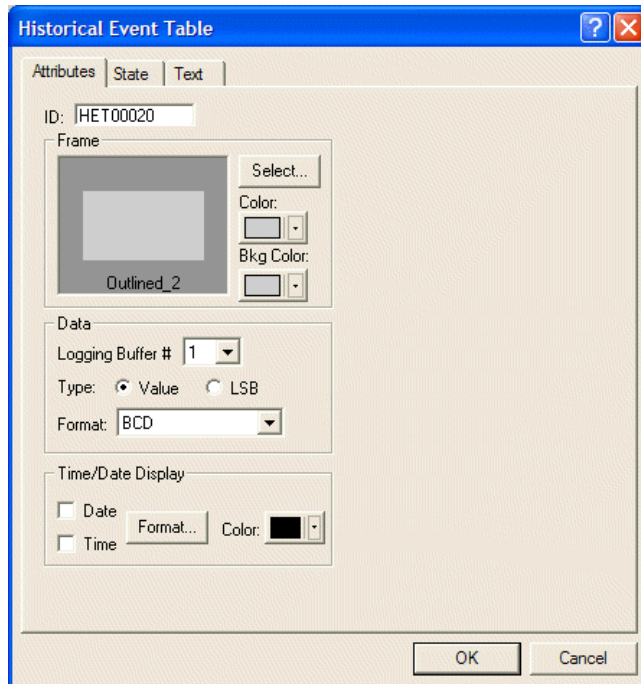 Historical Event Table
Attributes State Text
ID: HET00020
Frame
Select...
Color:
Bkg Color:
Outlined_2
Data
Logging Buffer # 1
Type: Value LSB
Format: BCD
Time/Date Display
Date
Format... Color:
Time
OK Cancel